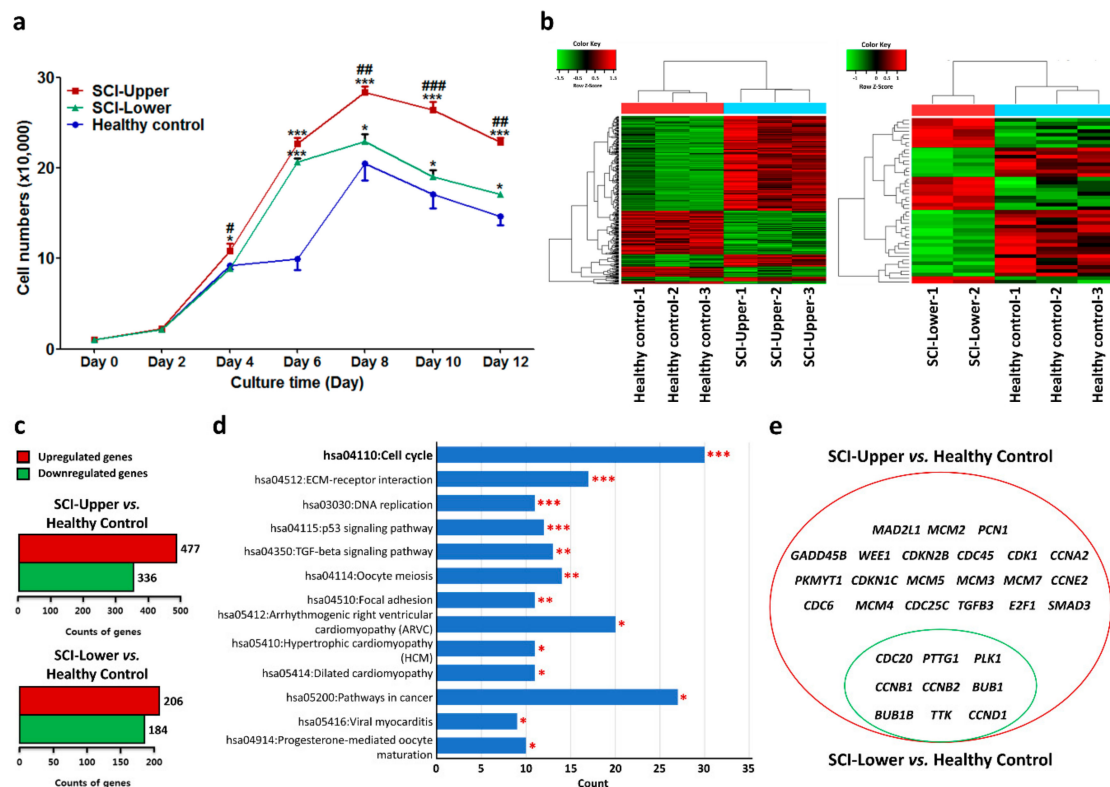 a
30
20
10
0
Cell numbers (x10,000)
SCI-Upper
SCI-Lower
Healthy control
#
*
***
***
##
***
*
###
***
*
##
***
*
Day 0 Day 2 Day 4 Day 6 Day 8 Day 10 Day 12
Culture time (Day)
b
Color Key
Row Z-Score
Healthy control-1
Healthy control-2
Healthy control-3
SCI-Upper-1
SCI-Upper-2
SCI-Upper-3
Color Key
-1 0 1
Row Z-Score
SCI-Lower-1
SCI-Lower-2
Healthy control-1
Healthy control-2
Healthy control-3
c
Upregulated genes
Downregulated genes
SCI-Upper vs.
Healthy Control
477
336
0 100 200 300 400 500
Counts of genes
SCI-Lower vs.
Healthy Control
206
184
0 50 100 150 200
Counts of genes
d
hsa04110:Cell cycle ***
hsa04512:ECM-receptor interaction ***
hsa03030:DNA replication ***
hsa04115:p53 signaling pathway ***
hsa04350:TGF-beta signaling pathway **
hsa04114:Oocyte meiosis **
hsa04510:Focal adhesion **
hsa05412:Arrhythmogenic right ventricular
cardiomyopathy (ARVC) *
hsa05410:Hypertrophic cardiomyopathy
(HCM) *
hsa05414:Dilated cardiomyopathy *
hsa05200:Pathways in cancer *
hsa05416:Viral myocarditis *
hsa04914:Progesterone-mediated oocyte
maturation *
0 5 10 15 20 25 30 35
Count
e
SCI-Upper vs. Healthy Control
MAD2L1 MCM2 PCN1
GADD45B WEE1 CDKN2B CDC45 CDK1 CCNA2
PKMYT1 CDKN1C MCM5 MCM3 MCM7 CCNE2
CDC6 MCM4 CDC25C TGFB3 E2F1 SMAD3
CDC20 PTTG1 PLK1
CCNB1 CCNB2 BUB1
BUB1B TTK CCND1
SCI-Lower vs. Healthy Control